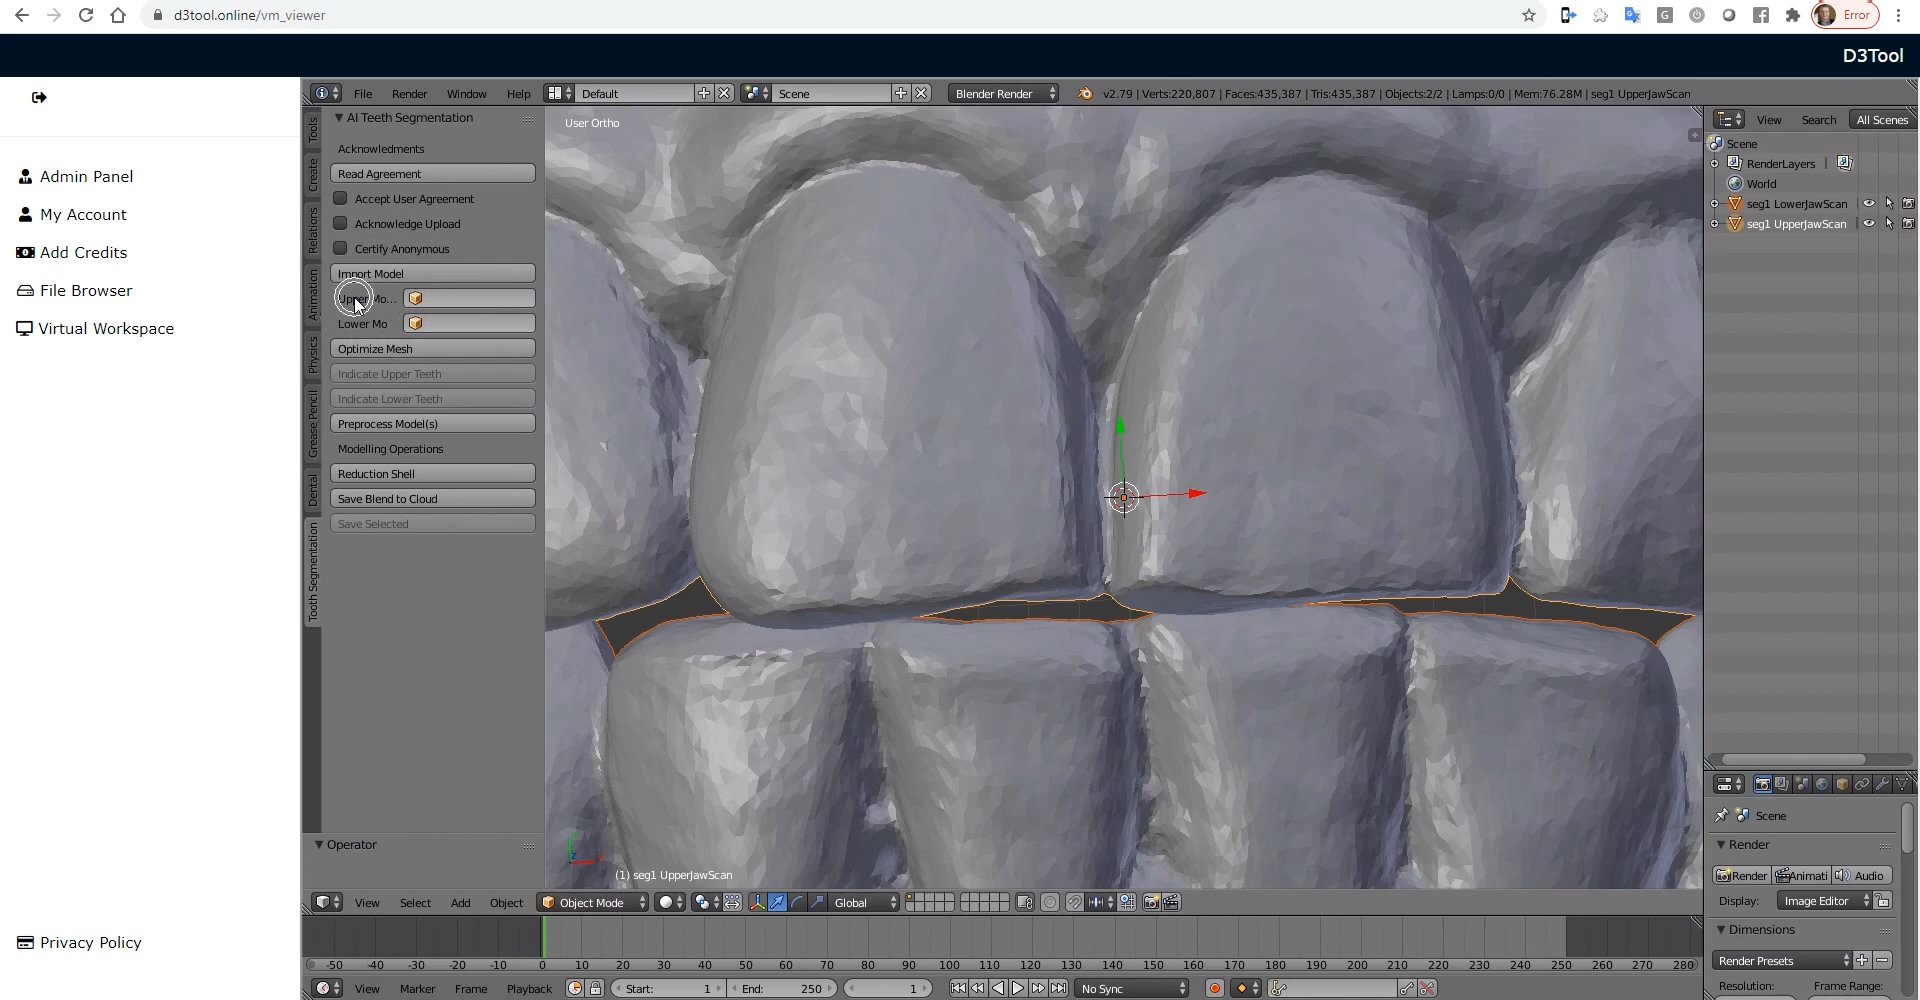 d3tool.online/vm_viewer
Error
D3Tool
Admin Panel
My Account
Add Credits
File Browser
Virtual Workspace
Privacy Policy
File Render Window Help Default Scene Blender Render v2.79 | Verts:220,807 | Faces:435,387 | Tris:435,387 | Objects:2/2 | Lamps:0/0 | Mem:76.28M | seg1 UpperJawScan
Tools
Create
Relations
Animation
Physics
Grease Pencil
Dental
Tooth Segmentation
AI Teeth Segmentation
Acknowledments
Read Agreement
Accept User Agreement
Acknowledge Upload
Certify Anonymous
Import Model
Upper Mo...
Lower Mo
Optimize Mesh
Indicate Upper Teeth
Indicate Lower Teeth
Preprocess Model(s)
Modelling Operations
Reduction Shell
Save Blend to Cloud
Save Selected
Operator
User Ortho
(1) seg1 UpperJawScan
View Select Add Object Object Mode Global
-50 -40 -30 -20 -10 0 10 20 30 40 50 60 70 80 90 100 110 120 130 140 150 160 170 180 190 200 210 220 230 240 250 260 270 280
View Marker Frame Playback Start: 1 End: 250 1 No Sync
View Search All Scenes
Scene
RenderLayers |
World
seg1 LowerJawScan
seg1 UpperJawScan
Scene
Render
Render Animati Audio
Display: Image Editor
Dimensions
Render Presets
Resolution: Frame Range: